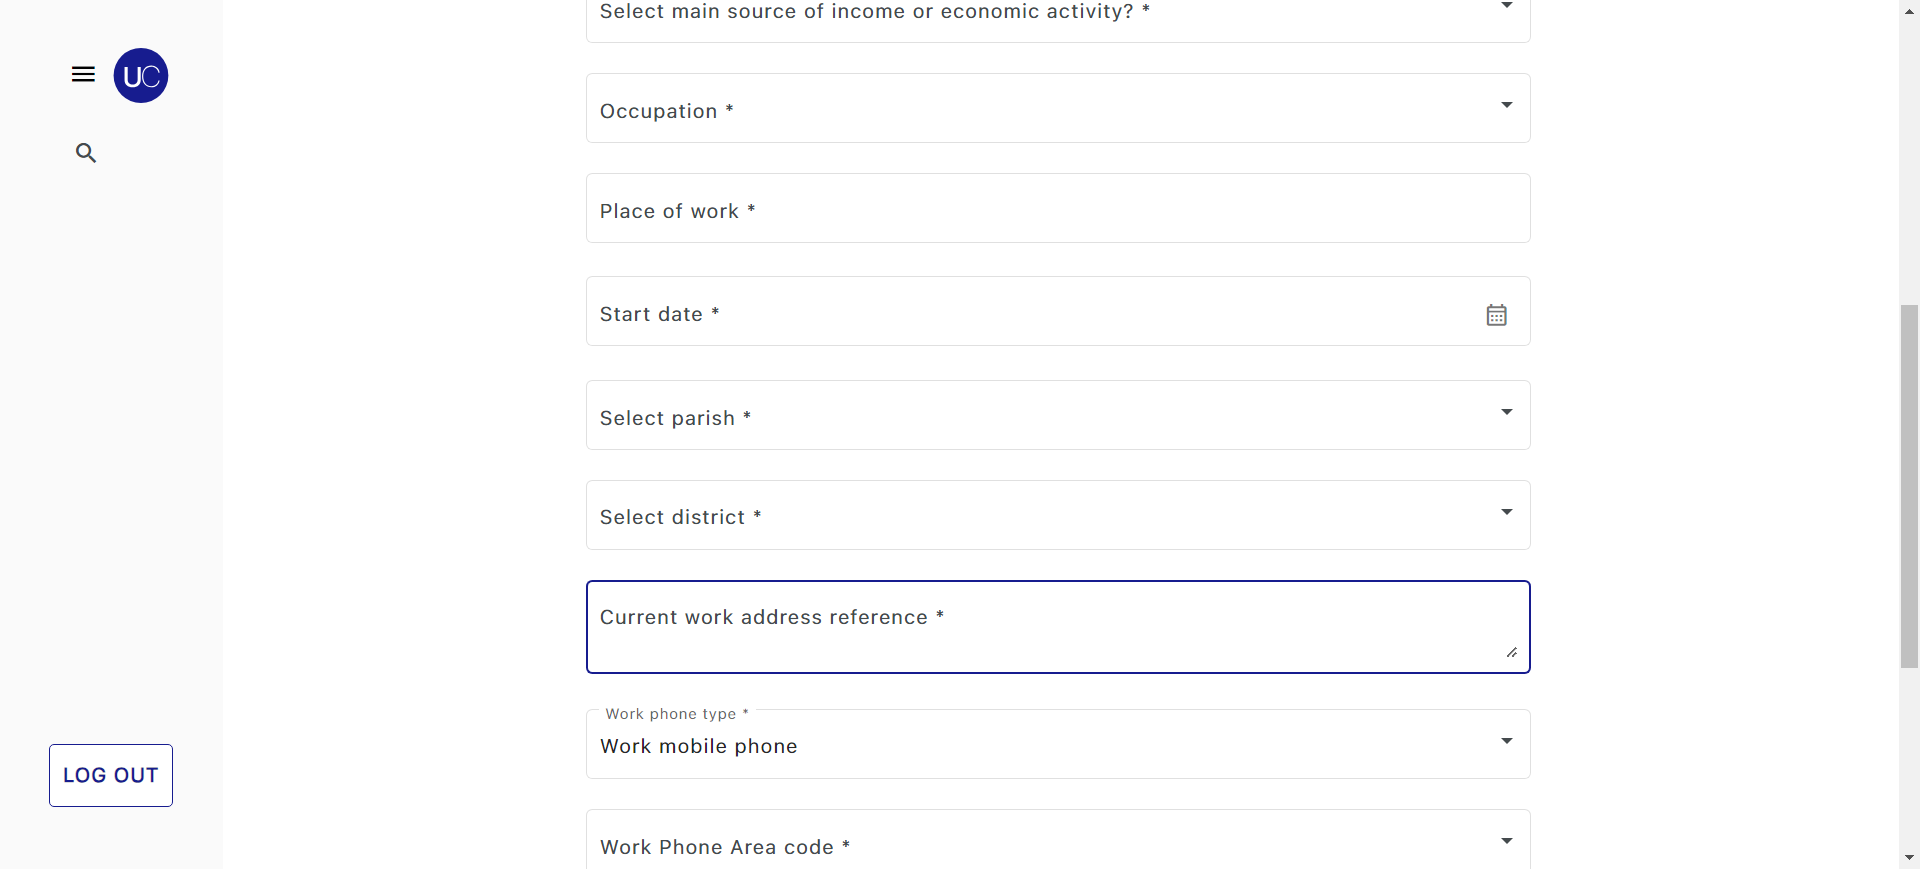 Select main source of income or economic activity? *
UC
Occupation *
Place of work *
Start date *
Select parish *
Select district *
Current work address reference *
Work phone type *
Work mobile phone
LOG OUT
Work Phone Area code *